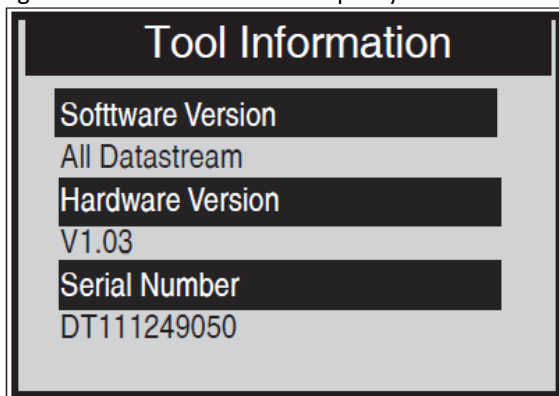 Tool Information
Softtware Version
All Datastream
Hardware Version
V1.03
Serial Number
DT111249050